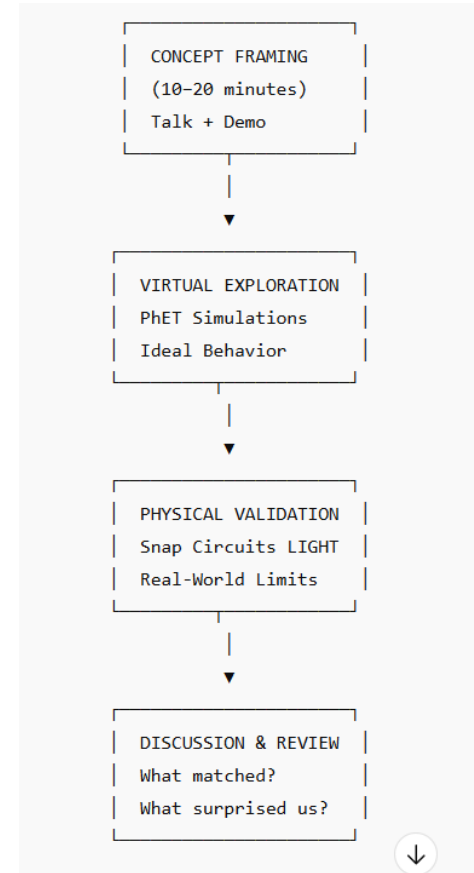 CONCEPT FRAMING
(10–20 minutes)
Talk + Demo
VIRTUAL EXPLORATION
PhET Simulations
Ideal Behavior
PHYSICAL VALIDATION
Snap Circuits LIGHT
Real-World Limits
DISCUSSION & REVIEW
What matched?
What surprised us?